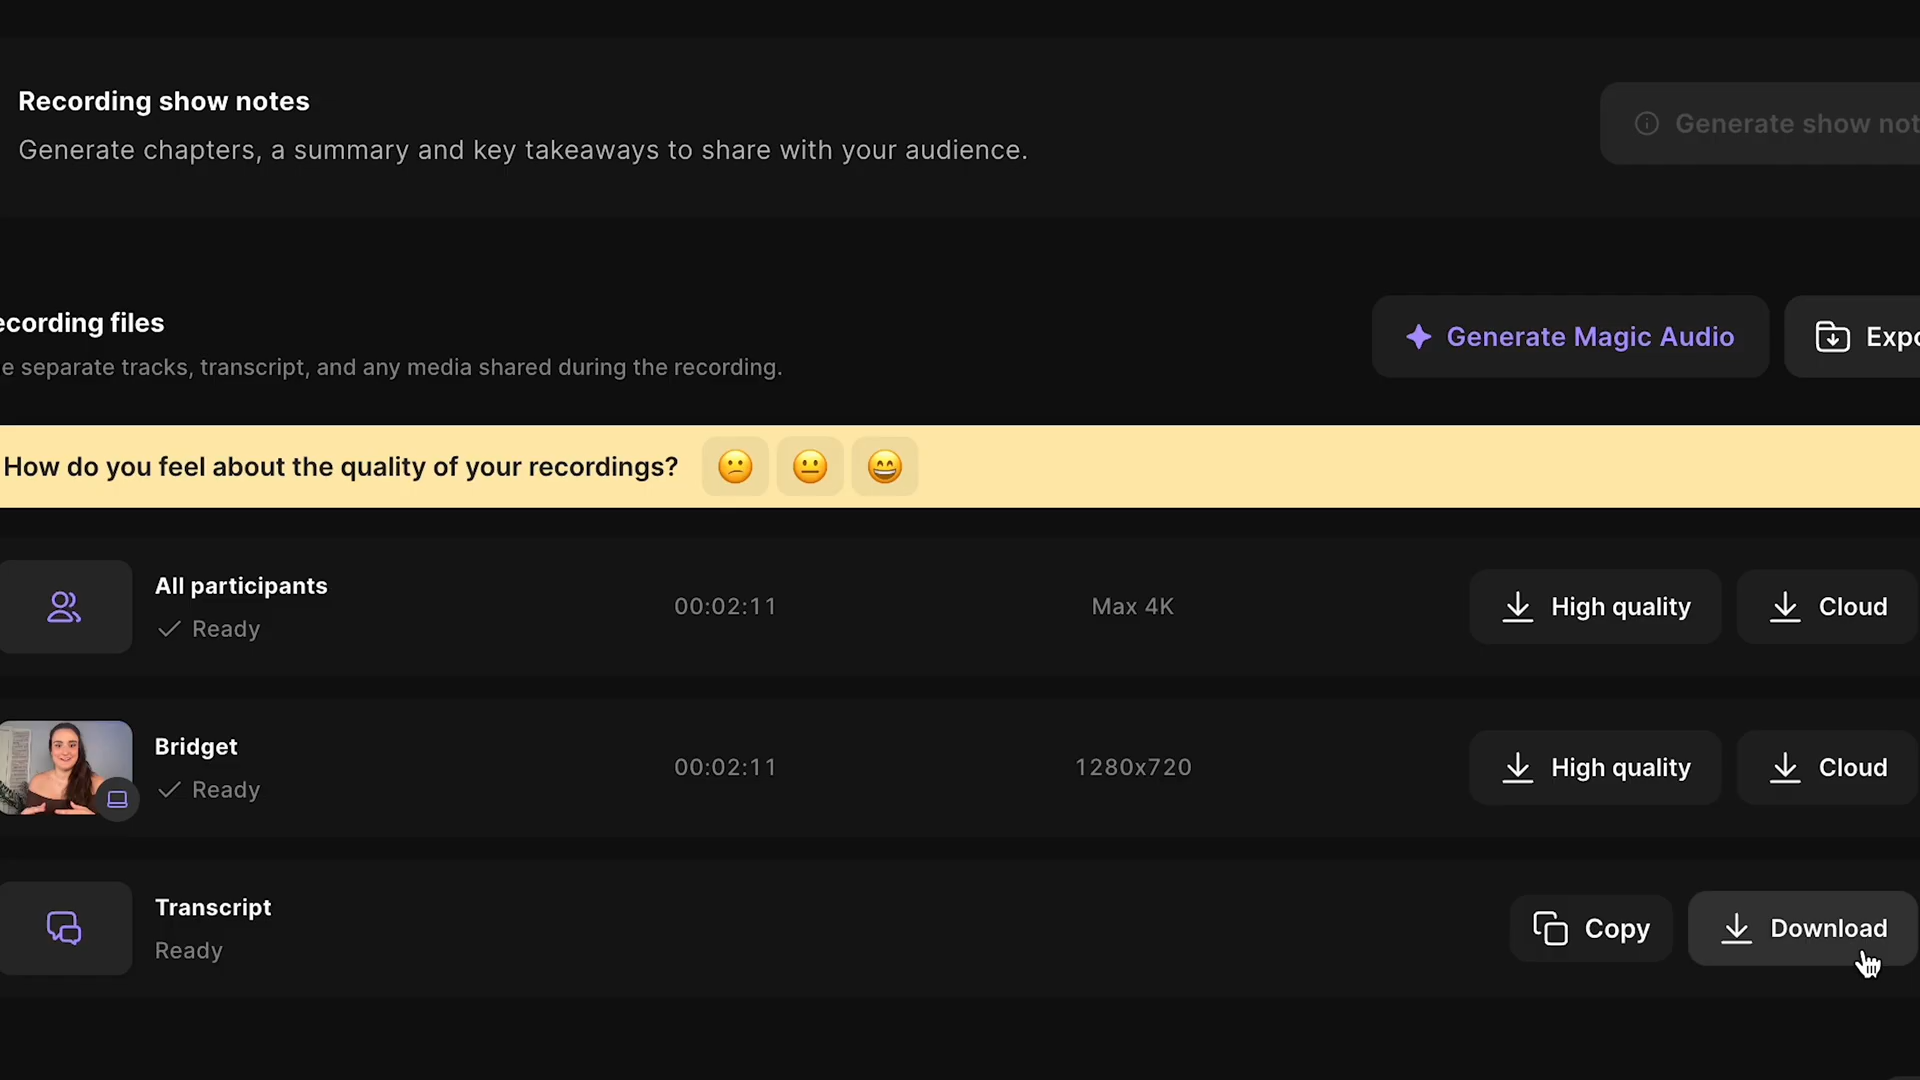 Recording show notes
Generate show not
Generate chapters, a summary and key takeaways to share with your audience.
ecording files
Generate Magic Audio
Expo
e separate tracks, transcript, and any media shared during the recording.
How do you feel about the quality of your recordings?
All participants
Ready
00:02:11
Max 4K
High quality
Cloud
Bridget
Ready
00:02:11
1280x720
High quality
Cloud
Transcript
Ready
Copy
Download